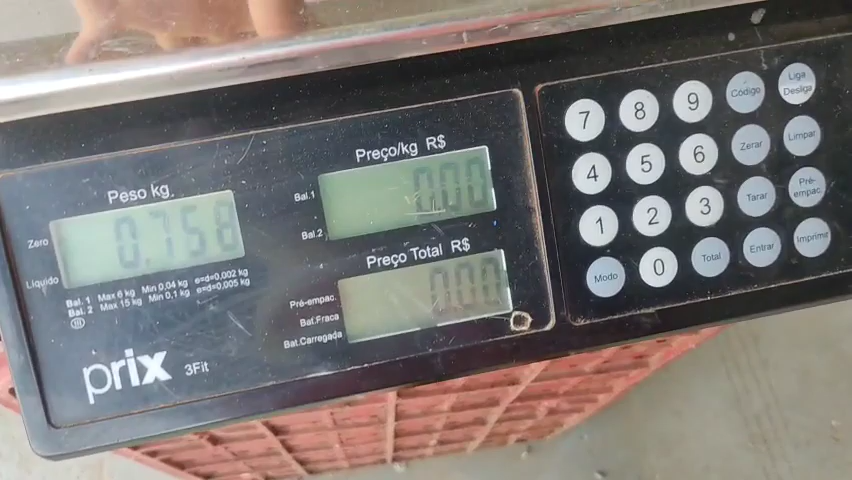 Peso kg
0.758
Zero
Líquido
Bal. 1 Max 6 kg Min 0,04 kg e=d=0,002 kg
Bal. 2 Max 15 kg Min 0,1 kg e=d=0,005 kg
prix 3Fit
Preço/kg R$
Bal.1
Bal.2
0.00
Preço Total R$
Pré-empac.
Bat.Fraca
Bat.Carregada
0.00
7 8 9 Código Liga Desliga
4 5 6 Zerar Limpar
1 2 3 Tarar Pré-empac.
Modo 0 Total Entrar Imprimir